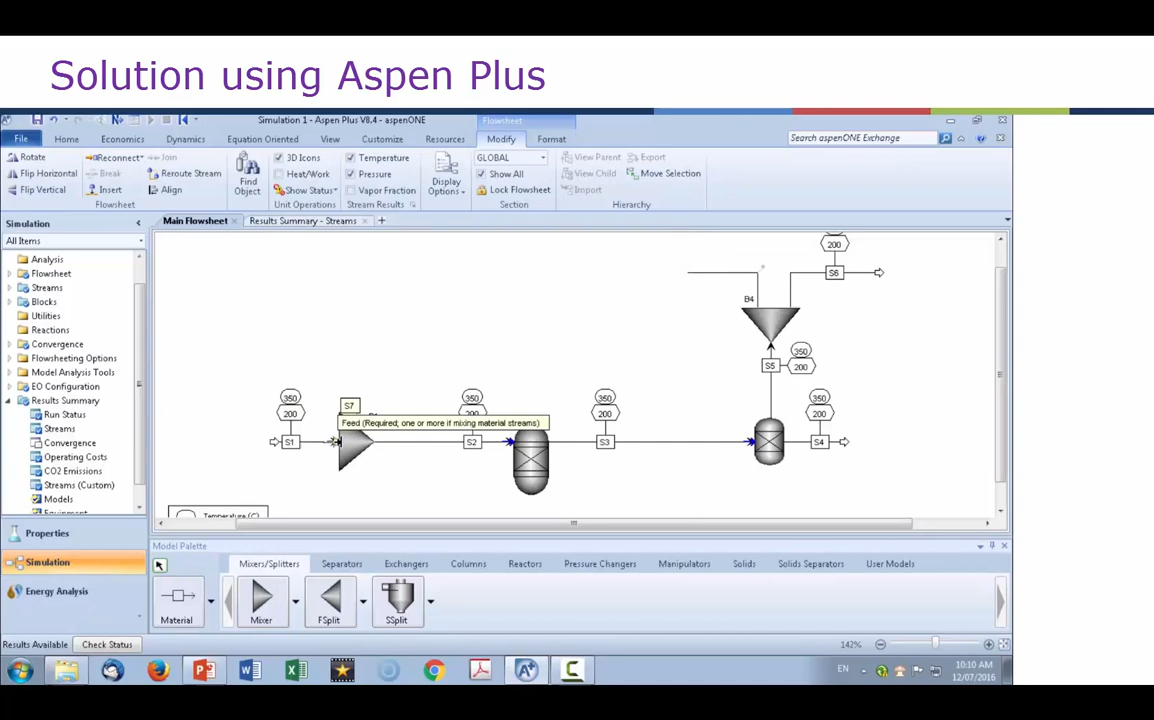 Solution using Aspen Plus
Simulation 1 - Aspen Plus V8.4 - aspenONE
Flowsheet
File Home Economics Dynamics Equation Oriented View Customize Resources Modify Format
Search aspenONE Exchange
Rotate
Flip Horizontal
Flip Vertical
Reconnect Join
Break Reroute Stream
Insert Align
Flowsheet
Find Object
3D Icons
Heat/Work
Show Status
Unit Operations
Temperature
Pressure
Vapor Fraction
Stream Results
Display Options
GLOBAL
Show All
Lock Flowsheet
Section
View Parent Export
View Child Move Selection
Import
Hierarchy
Simulation
All Items
Main Flowsheet
Results Summary - Streams
Analysis
Flowsheet
Streams
Blocks
Utilities
Reactions
Convergence
Flowsheeting Options
Model Analysis Tools
EO Configuration
Results Summary
Run Status
Streams
Convergence
Operating Costs
CO2 Emissions
Streams (Custom)
Models
Equipment
Properties
Simulation
Energy Analysis
200
S6
B4
350
S5
200
350
200
S7
350
200
350
200
350
200
Feed (Required; one or more if mixing material streams)
S1
S2
S3
S4
Temperature (C)
Model Palette
Mixers/Splitters Separators Exchangers Columns Reactors Pressure Changers Manipulators Solids Solids Separators User Models
Material
Mixer
FSplit
SSplit
Results Available
Check Status
142%
EN
10:10 AM
12/07/2016